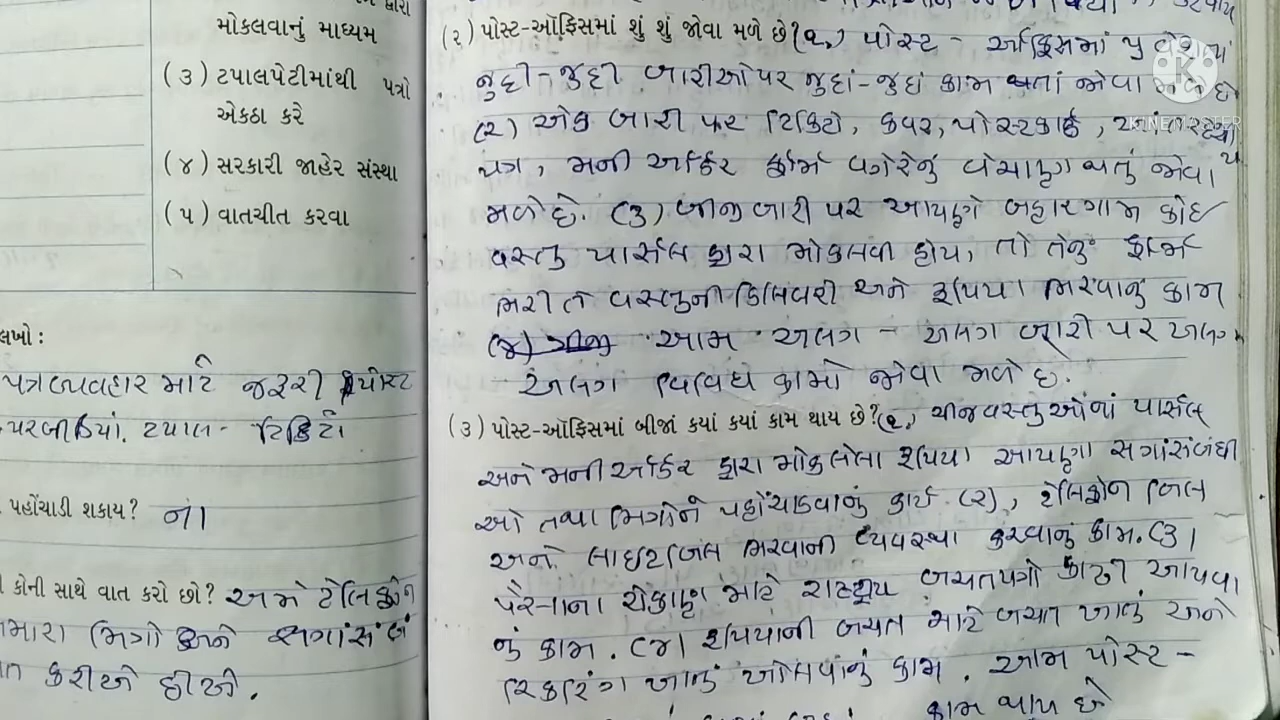 મોકલવાનું માધ્યમ
(૩) ટપાલપેટીમાંથી પત્રો
એકઠા કરે
(૪) સરકારી જાહેર સંસ્થા
(૫) વાતચીત કરવા
લખો:
પત્રવ્યવહાર માટે જરૂરી પોસ્ટ
પરબીડિયાં. ટપાલ- ટિકિટો
પહોંચાડી શકાય? ના
કોની સાથે વાત કરો છો? અમે ટેલિફોન
મિત્રો અને સગાંસંબં
કરીએ છીએ.
(૨) પોસ્ટ-ઑફિસમાં શું શું જોવા મળે છે? (૧) પોસ્ટ - ઑફિસમાં પ્રવેશતાં
જુદી-જુદી બારીઓ પર જુદાં-જુદાં કામ થતાં જોવા મળે છે
(૨) એક બારી પર ટિકિટો, કવર, પોસ્ટકાર્ડ, આંતરદેશી
પત્ર, મની ઑર્ડર ફોર્મ વગેરેનું વેચાણ થતું જોવા
મળે છે. (૩) બીજી બારી પર આપણે બહારગામ કોઈ
વસ્તુ પાર્સલ દ્વારા મોકલવી હોય, તો તેનું ફોર્મ
ભરી તે વસ્તુની ડિલિવરી અને રૂપિયા ભરવાનું કામ
(૪) આમ અલગ - અલગ બારી પર અલગ
અલગ વિવિધ કામો જોવા મળે છે.
(૩) પોસ્ટ-ઑફિસમાં બીજાં કયાં કયાં કામ થાય છે? (૧) ચીજવસ્તુઓનાં પાર્સલ
અને મની ઑર્ડર દ્વારા મોકલેલા રૂપિયા આપણા સગાંસંબંધી
ઓ તથા મિત્રોને પહોંચાડવાનું કાર્ય (૨), ટેલિફોન બિલ
અને લાઇટબિલ ભરવાની વ્યવસ્થા કરવાનું કામ. (૩)
પૈસાના રોકાણ માટે રાષ્ટ્રીય બચતપત્રો કાઢી આપવા
નું કામ. (૪) રૂપિયાની બચત માટે બચત ખાતું અને
રિકરિંગ ખાતું ખોલવાનું કામ. આમ પોસ્ટ -
કામ થાય છે